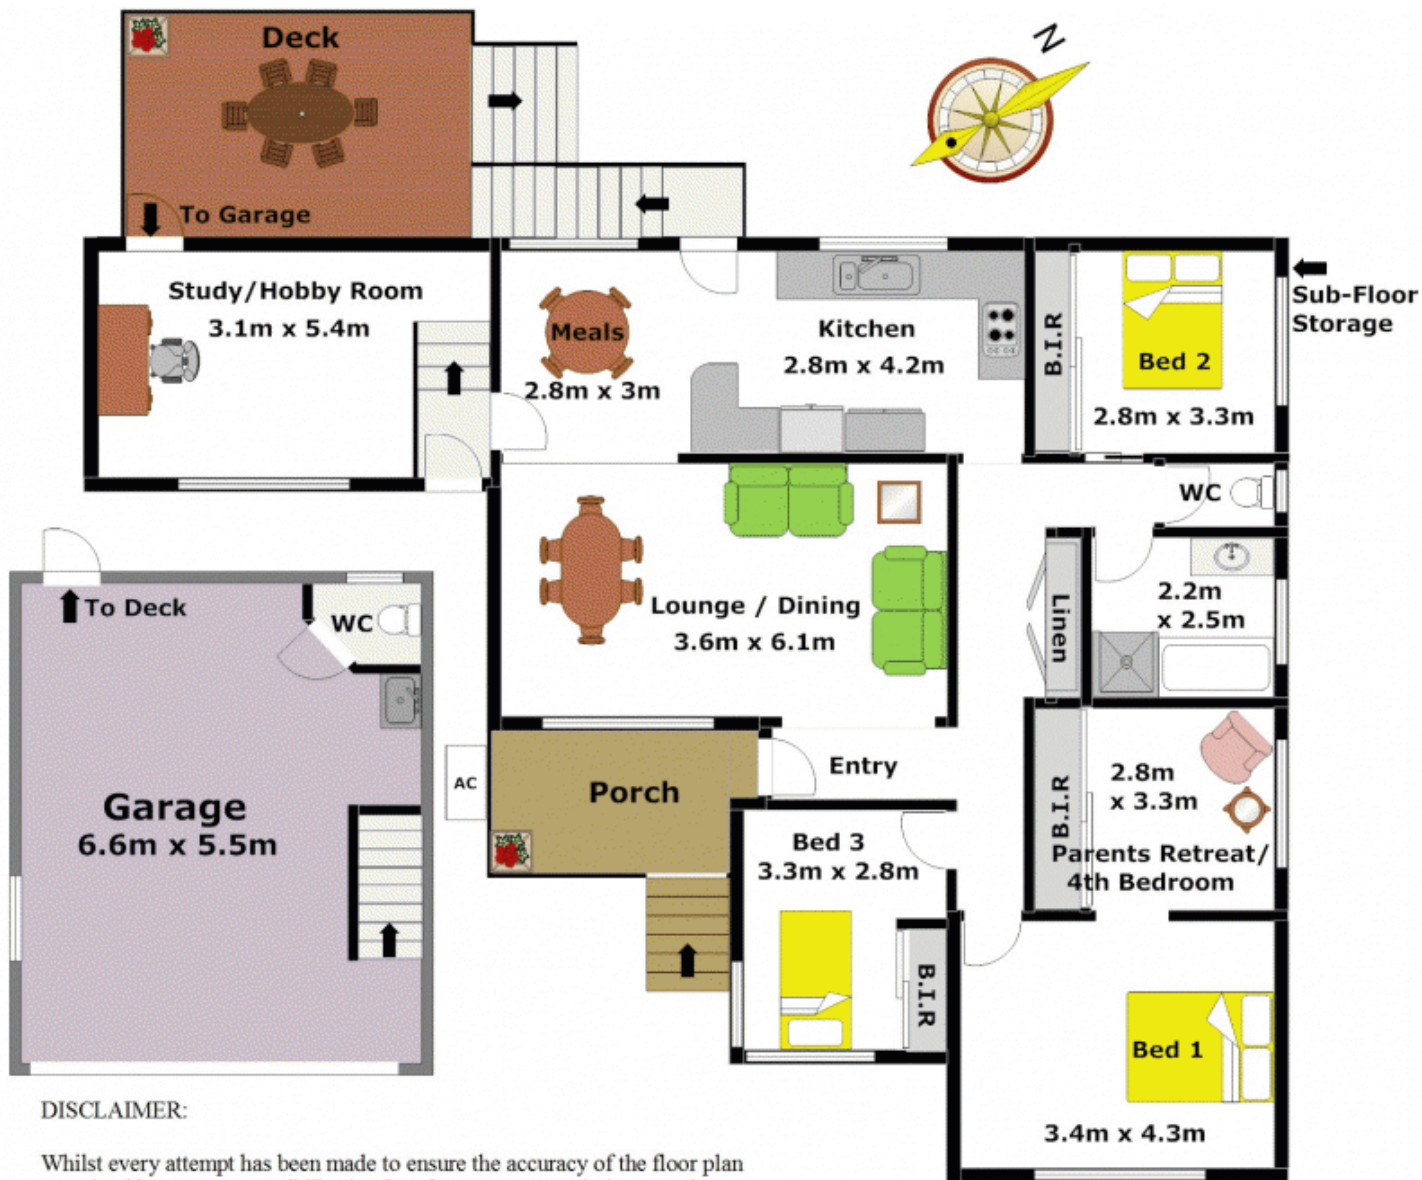 N
Deck
To Garage
Study/Hobby Room
3.1m x 5.4m
Meals
2.8m x 3m
Kitchen
2.8m x 4.2m
B.I.R
Bed 2
2.8m x 3.3m
Sub-Floor
Storage
WC
To Deck
WC
Lounge / Dining
3.6m x 6.1m
Linen
2.2m
x 2.5m
Garage
6.6m x 5.5m
AC
Porch
Entry
B.I.R
2.8m
x 3.3m
Parents Retreat/
4th Bedroom
Bed 3
3.3m x 2.8m
B.I.R
Bed 1
3.4m x 4.3m
DISCLAIMER:
Whilst every attempt has been made to ensure the accuracy of the floor plan